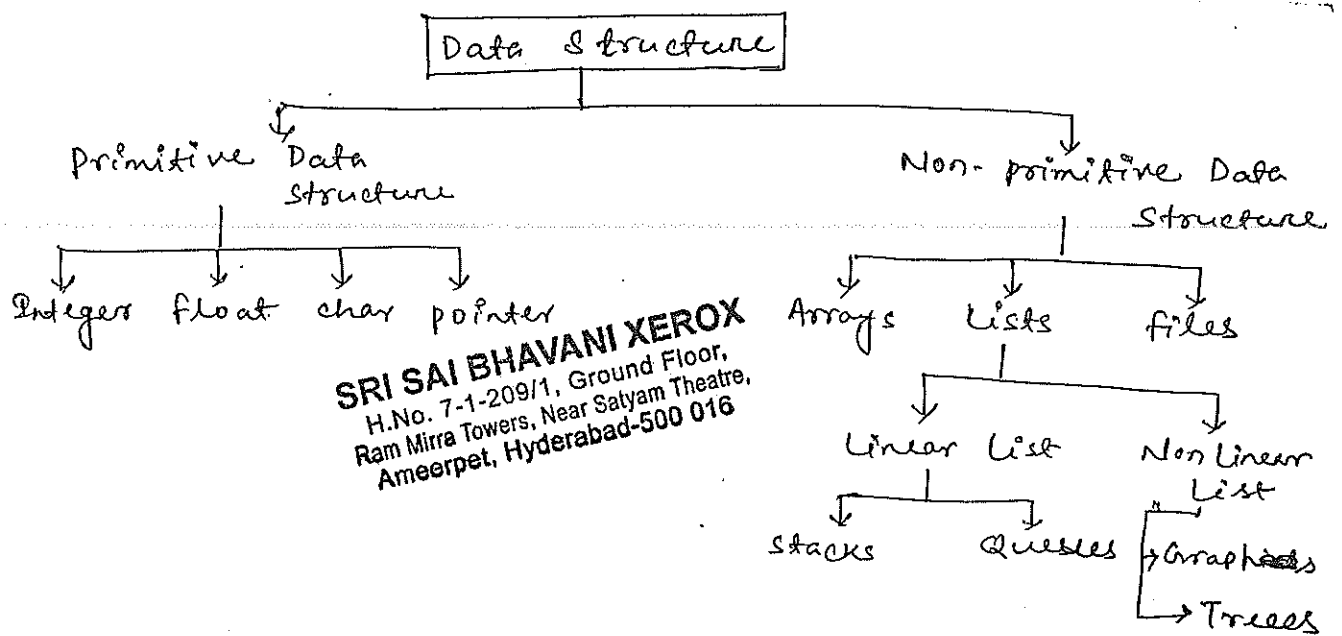 Data Structure
Primitive Data
Structure
Non-primitive Data
Structure
Integer float char pointer
Arrays Lists files
SRI SAI BHAVANI XEROX
H.No. 7-1-209/1, Ground Floor,
Ram Mirra Towers, Near Satyam Theatre,
Ameerpet, Hyderabad-500 016
Linear List
Non Linear
List
Stacks Queues
Graphs
Trees